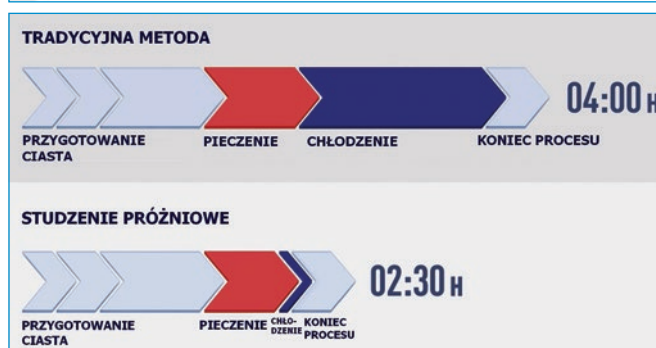 TRADYCYJNA METODA
04:00 H
PRZYGOTOWANIE
CIASTA
PIECZENIE
CHŁODZENIE
KONIEC PROCESU
STUDZENIE PRÓŻNIOWE
02:30 H
PRZYGOTOWANIE
CIASTA
PIECZENIE
CHŁO-
DZENIE
KONIEC
PROCESU